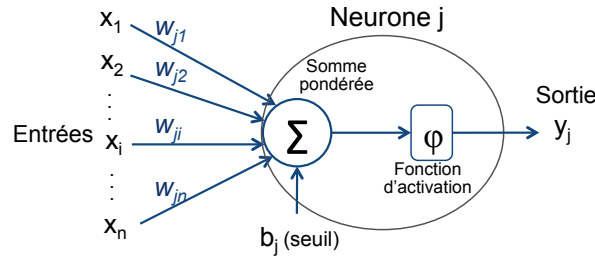 Neurone j
x1
wj1
x2
wj2
Somme
pondérée
Sortie
yj
Entrées
xi
wji
Σ
φ
Fonction
d'activation
wjn
xn
bj (seuil)